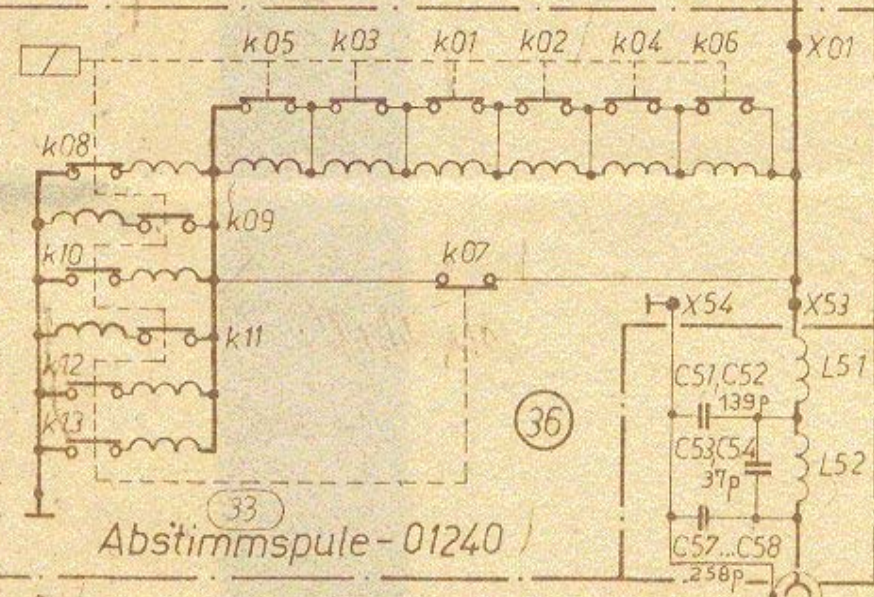 k05 k03 k01 k02 k04 k06 X01
k08
k09
k10 k07
X54 X53
k11
k12 C51, C52 L51
139p
36
k13 C53, C54 L52
37p
33
Abstimmspule - 01240 C57...C58
258p